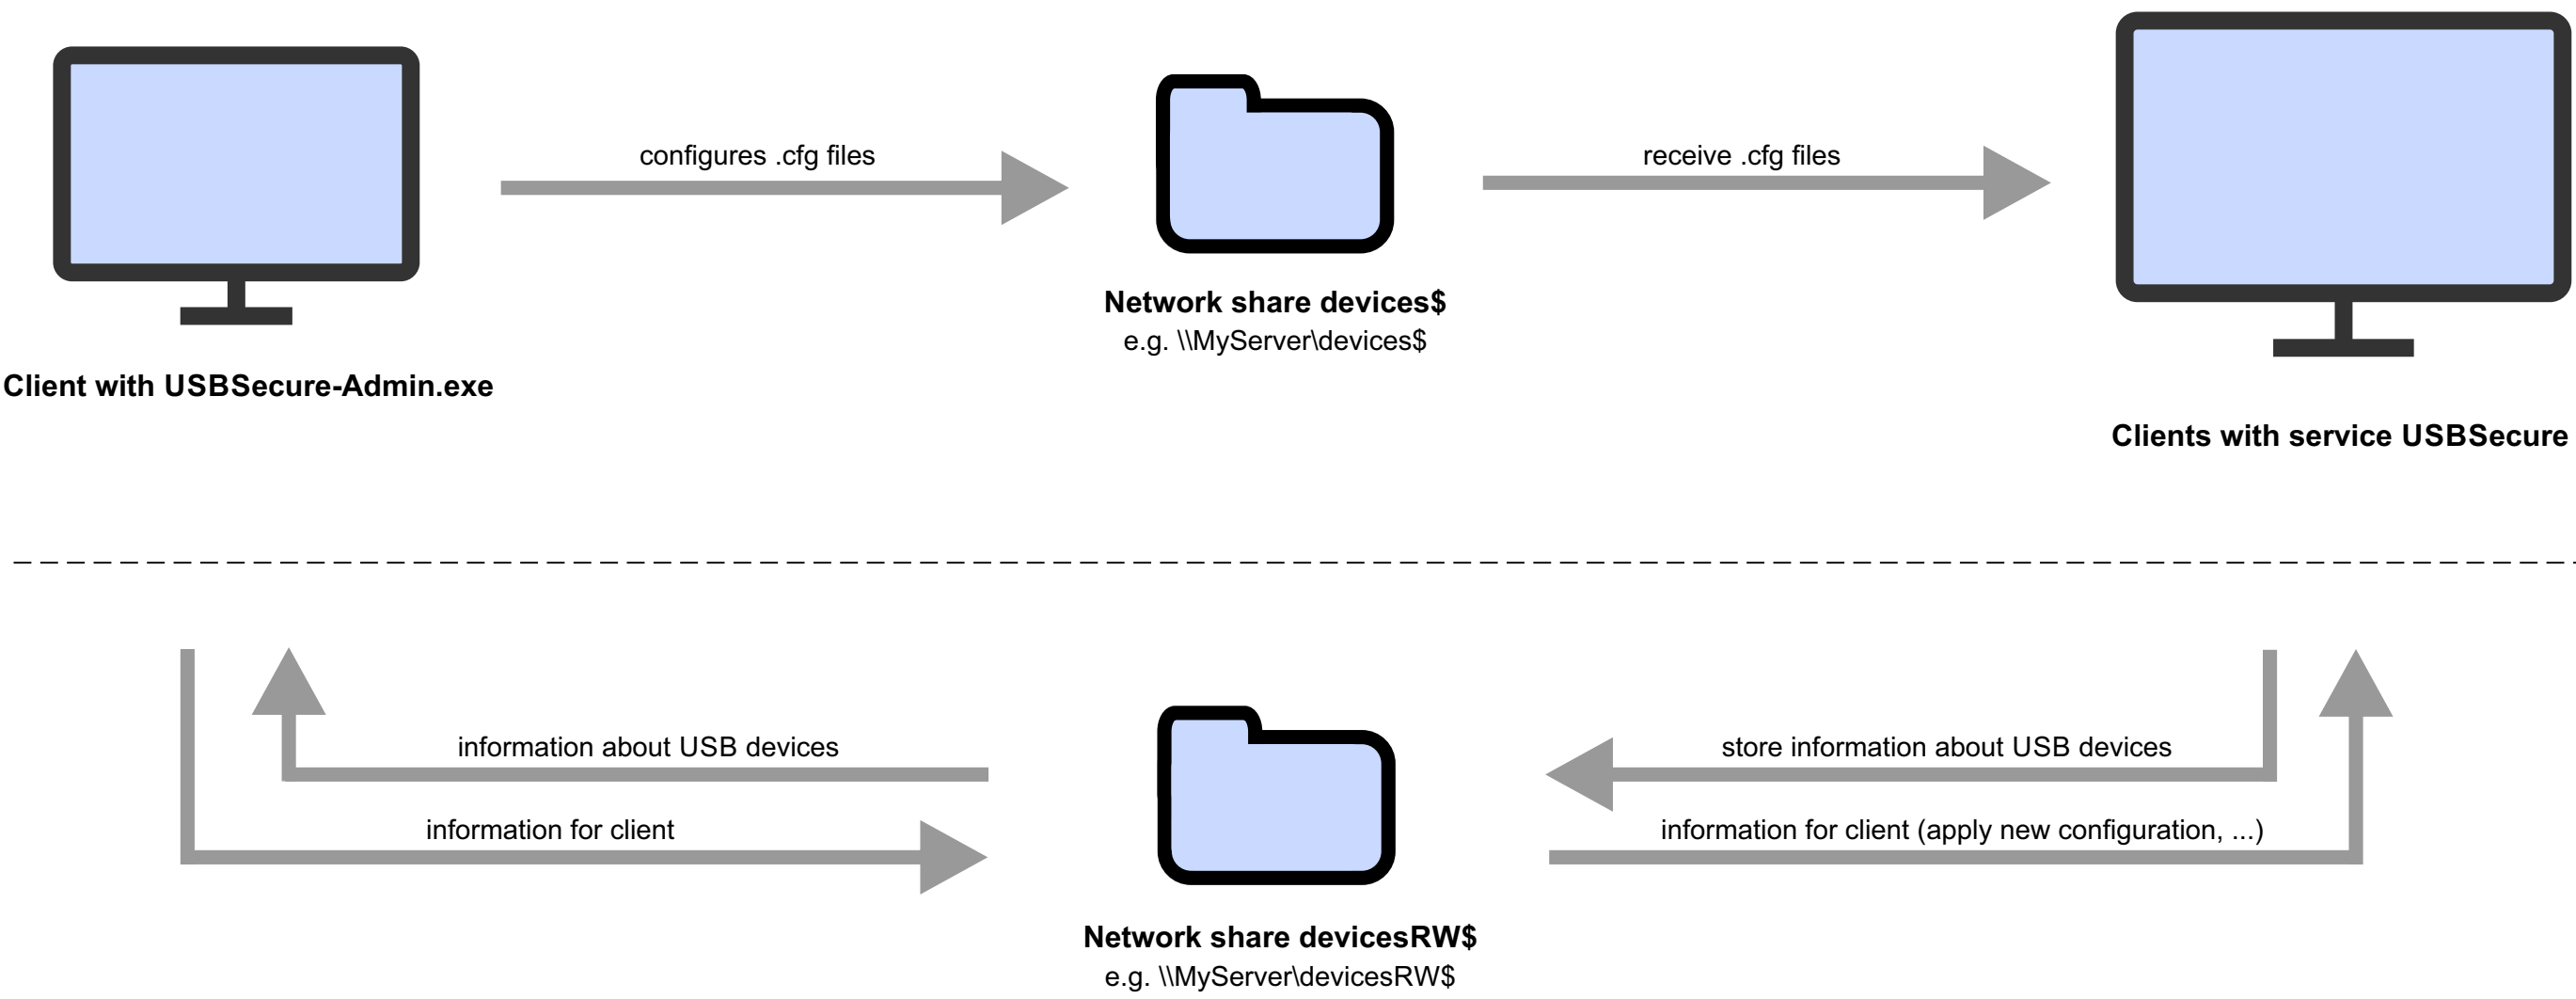 configures .cfg files
receive .cfg files
Network share devices$
e.g. \\MyServer\devices$
Client with USBSecure-Admin.exe
Clients with service USBSecure
information about USB devices
store information about USB devices
information for client
information for client (apply new configuration, ...)
Network share devicesRW$
e.g. \\MyServer\devicesRW$